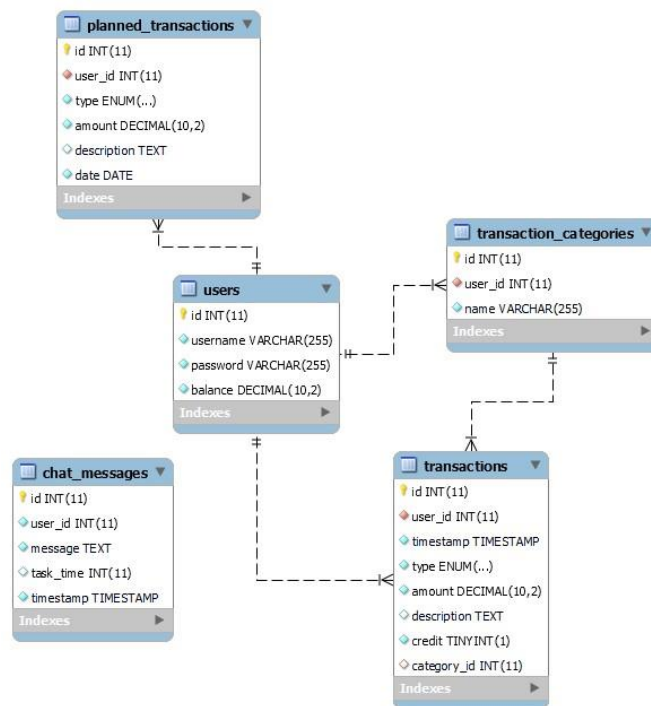 planned_transactions
id INT(11)
user_id INT(11)
type ENUM(...)
amount DECIMAL(10,2)
description TEXT
date DATE
Indexes
transaction_categories
id INT(11)
user_id INT(11)
name VARCHAR(255)
Indexes
users
id INT(11)
username VARCHAR(255)
password VARCHAR(255)
balance DECIMAL(10,2)
Indexes
chat_messages
id INT(11)
user_id INT(11)
message TEXT
task_time INT(11)
timestamp TIMESTAMP
Indexes
transactions
id INT(11)
user_id INT(11)
timestamp TIMESTAMP
type ENUM(...)
amount DECIMAL(10,2)
description TEXT
credit TINYINT(1)
category_id INT(11)
Indexes